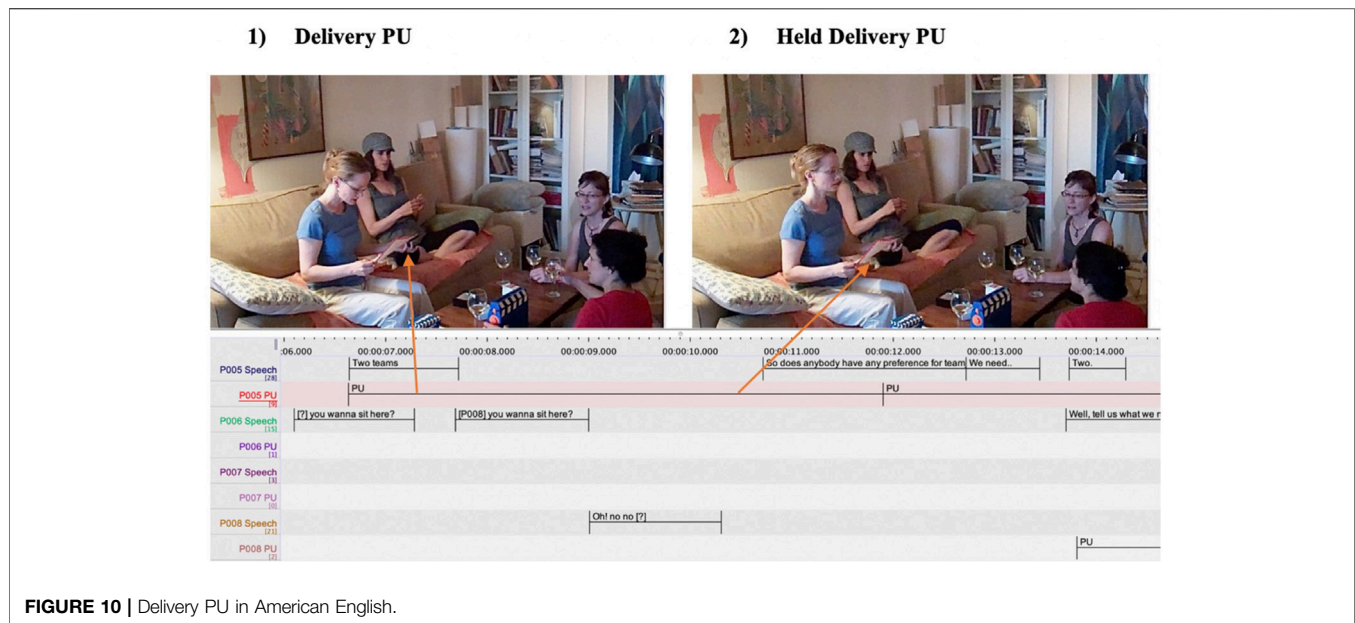 1) Delivery PU 2) Held Delivery PU
:06.000 00:00:07.000 00:00:08.000 00:00:09.000 00:00:10.000 00:00:11.000 00:00:12.000 00:00:13.000 00:00:14.000
P005 Speech Two teams So does anybody have any preference for team We need.. Two.
[28]
P005 PU PU PU
[9]
P006 Speech [?] you wanna sit here? [P008] you wanna sit here? Well, tell us what we n
[15]
P006 PU
[1]
P007 Speech
[3]
P007 PU
[0]
P008 Speech Oh! no no [?]
[21]
P008 PU PU
[2]
FIGURE 10 | Delivery PU in American English.